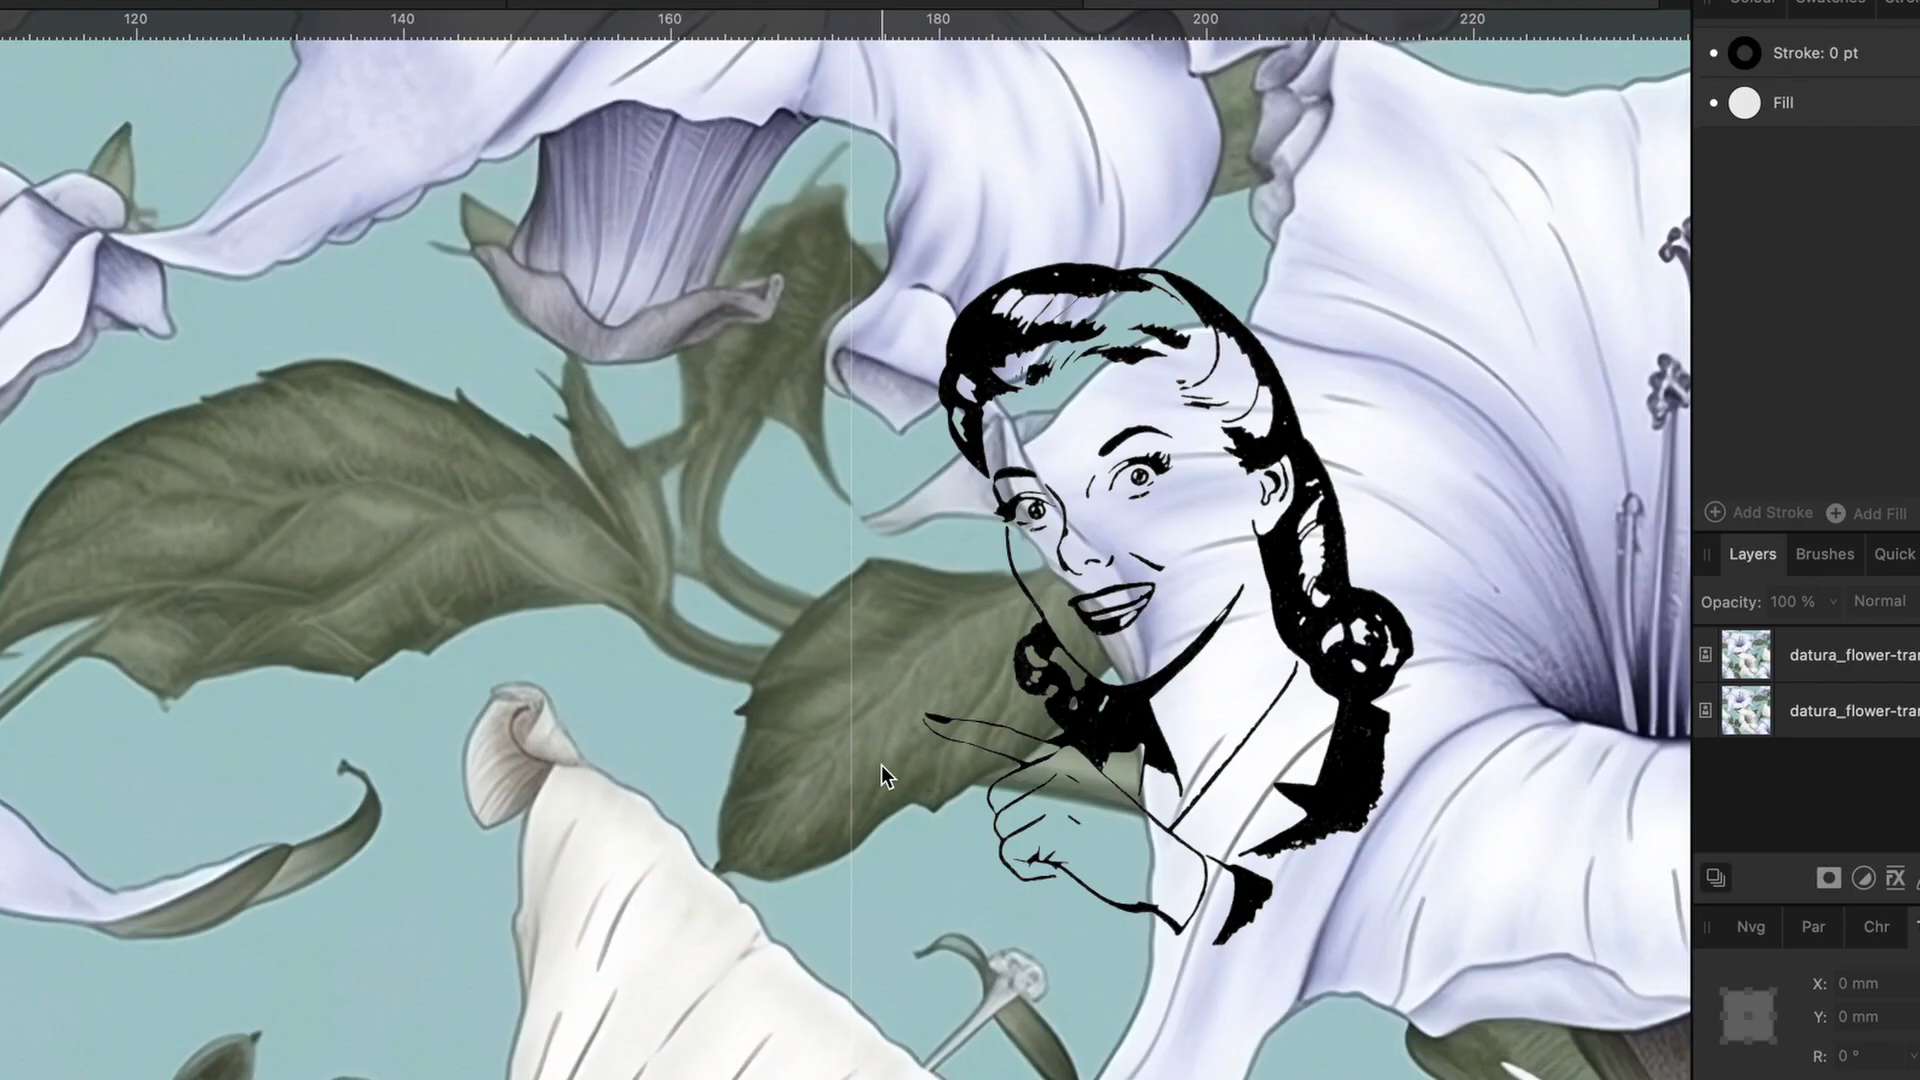 120 140 160 180 200 220
Stroke: 0 pt
Fill
Add Stroke Add Fill
Layers Brushes Quick
Opacity: 100 % Normal
datura_flower-tra
datura_flower-tra
Nvg Par Chr
X: 0 mm
Y: 0 mm
R: 0 °